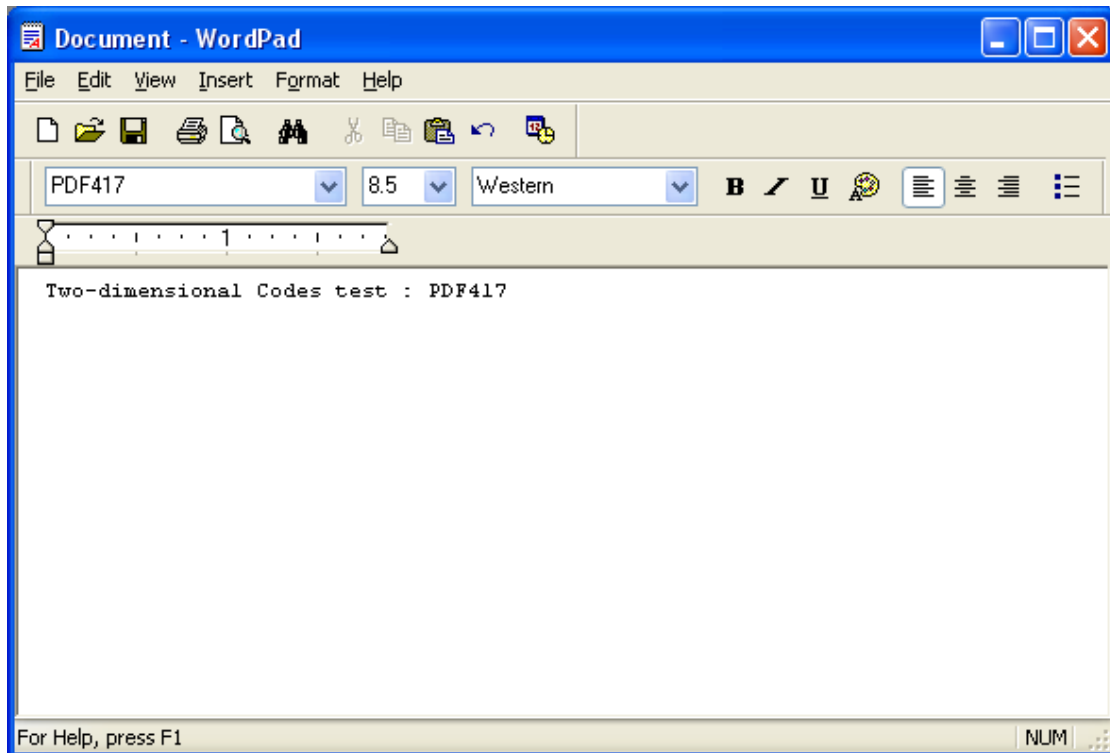 Document - WordPad
File Edit View Insert Format Help
PDF417 8.5 Western B U
1
Two-dimensional Codes test : PDF417
For Help, press F1 NUM